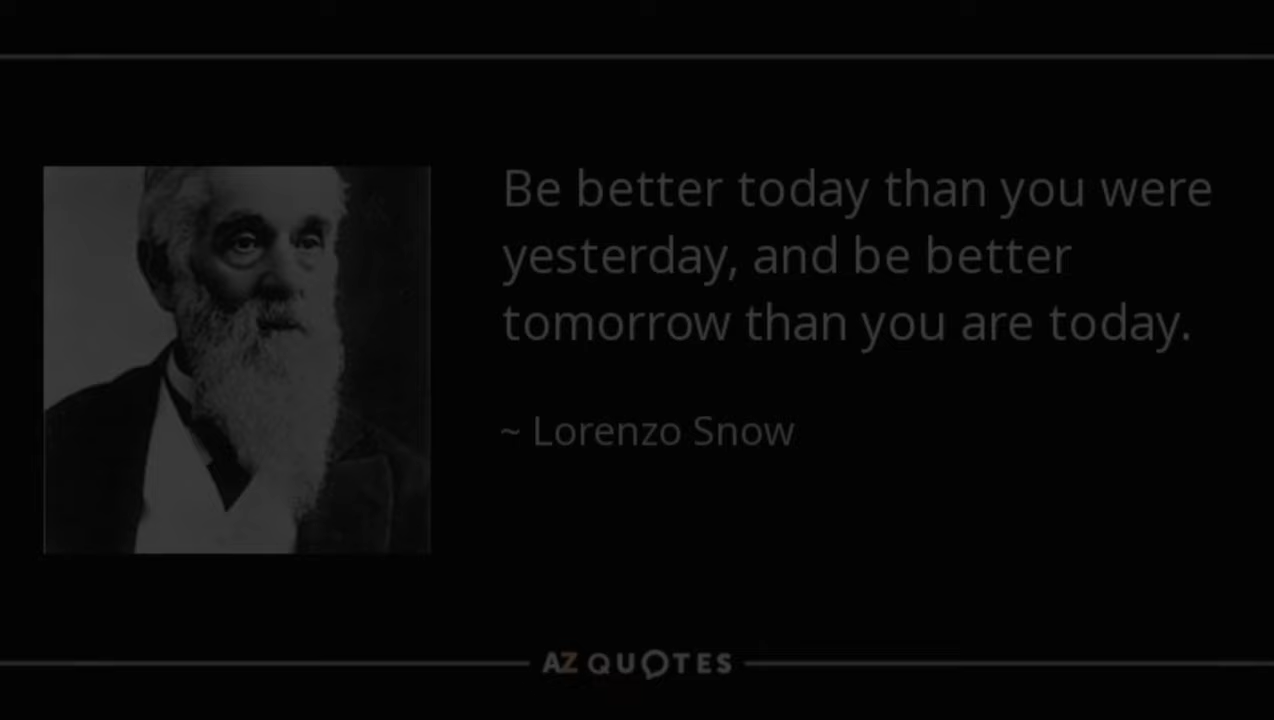 Be better today than you were
yesterday, and be better
tomorrow than you are today.
~ Lorenzo Snow
AZ QUOTES